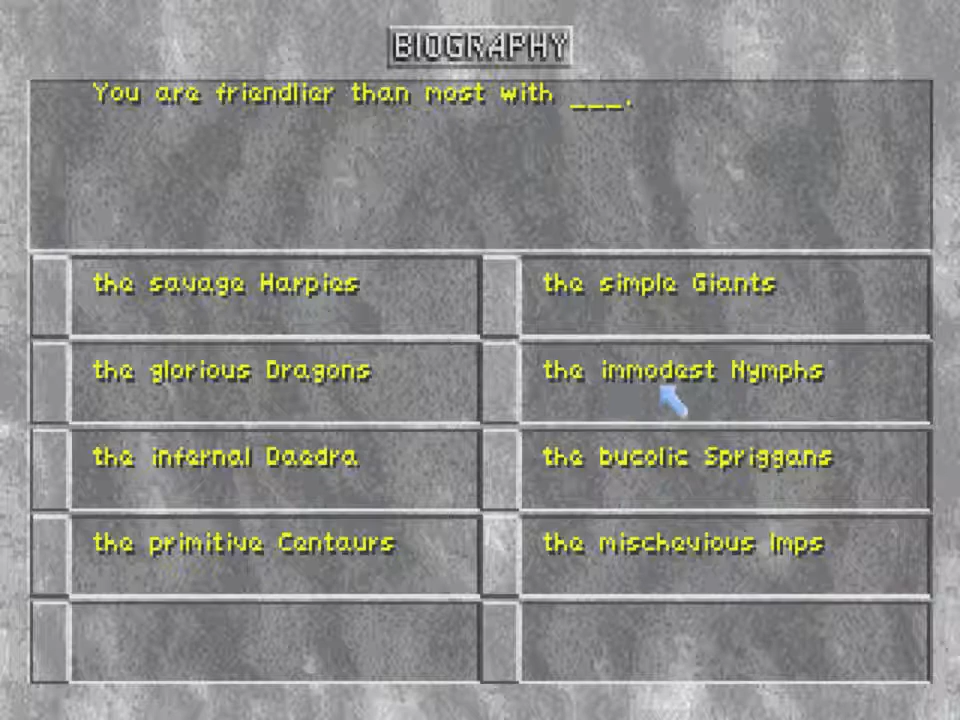 BIOGRAPHY
You are friendlier than most with ___.
the savage Harpies
the simple Giants
the glorious Dragons
the immodest Nymphs
the infernal Daedra
the bucolic Spriggans
the primitive Centaurs
the mischevious Imps